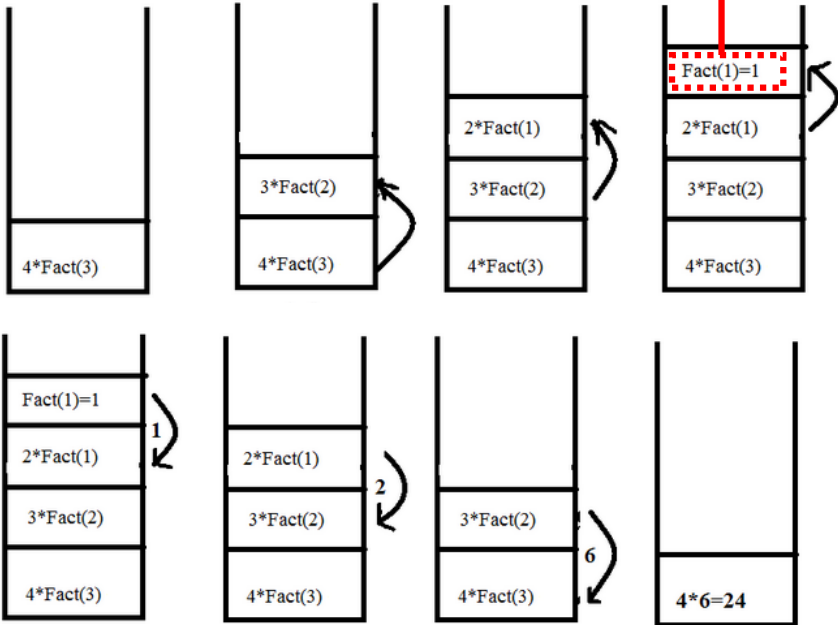 4*Fact(3)
3*Fact(2)
4*Fact(3)
2*Fact(1)
3*Fact(2)
4*Fact(3)
Fact(1)=1
2*Fact(1)
3*Fact(2)
4*Fact(3)
Fact(1)=1
1
2*Fact(1)
3*Fact(2)
4*Fact(3)
2*Fact(1)
2
3*Fact(2)
4*Fact(3)
3*Fact(2)
6
4*Fact(3)
4*6=24